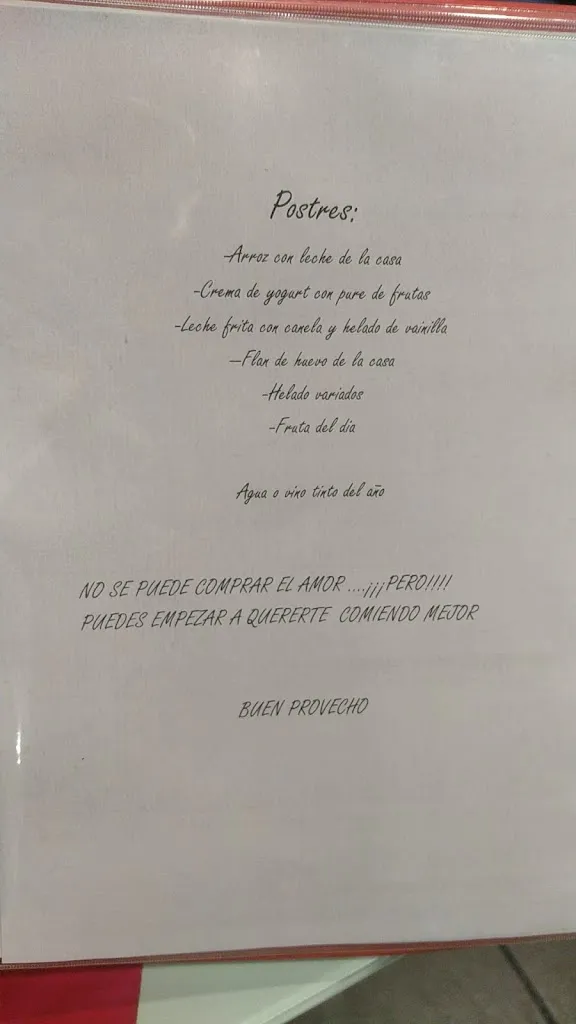 Postres:
-Arroz con leche de la casa
-Crema de yogurt con pure de frutas
-Leche frita con canela y helado de vainilla
–Flan de huevo de la casa
-Helado variados
-Fruta del dia
Agua o vino tinto del año
NO SE PUEDE COMPRAR EL AMOR ....¡¡¡PERO!!!!
PUEDES EMPEZAR A QUERERTE COMIENDO MEJOR
BUEN PROVECHO